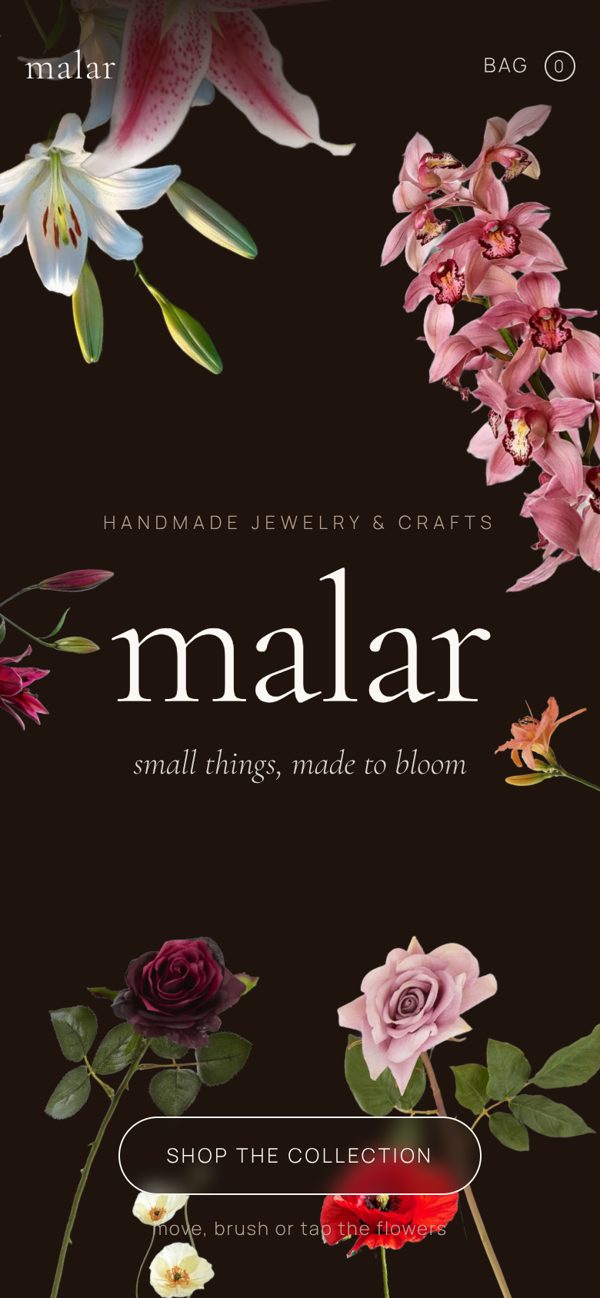 malar
BAG 0
HANDMADE JEWELRY & CRAFTS
malar
small things, made to bloom
SHOP THE COLLECTION
move, brush or tap the flowers